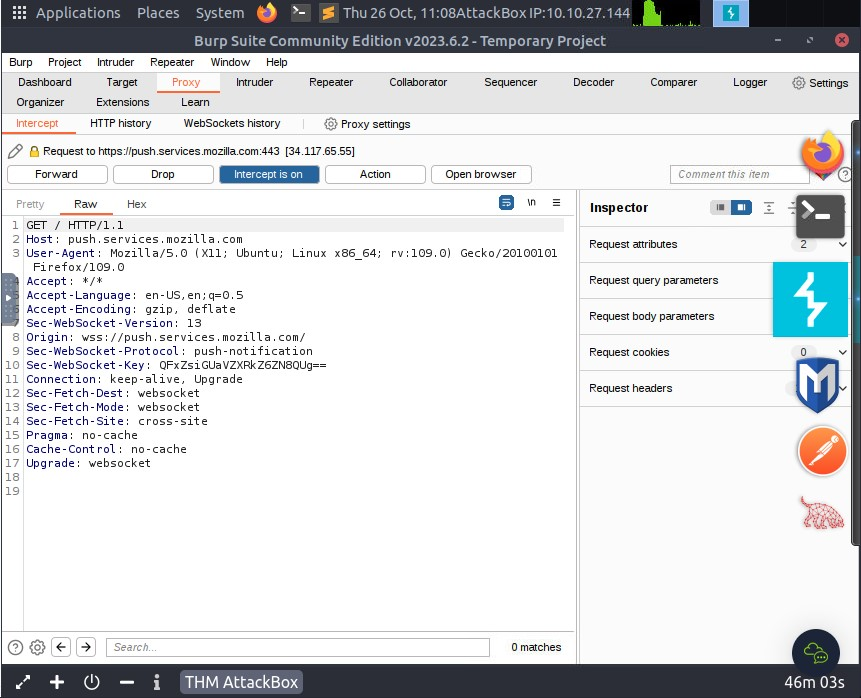 Applications Places System Thu 26 Oct, 11:08 AttackBox IP:10.10.27.144
Burp Suite Community Edition v2023.6.2 - Temporary Project
Burp Project Intruder Repeater Window Help
Dashboard Target Proxy Intruder Repeater Collaborator Sequencer Decoder Comparer Logger Settings
Organizer Extensions Learn
Intercept HTTP history WebSockets history Proxy settings
Request to https://push.services.mozilla.com:443 [34.117.65.55]
Forward Drop Intercept is on Action Open browser Comment this item
Pretty Raw Hex \n
Inspector
1 GET / HTTP/1.1
2 Host: push.services.mozilla.com
3 User-Agent: Mozilla/5.0 (X11; Ubuntu; Linux x86_64; rv:109.0) Gecko/20100101
Firefox/109.0
Accept: */*
Accept-Language: en-US,en;q=0.5
Accept-Encoding: gzip, deflate
Sec-WebSocket-Version: 13
8 Origin: wss://push.services.mozilla.com/
9 Sec-WebSocket-Protocol: push-notification
10 Sec-WebSocket-Key: QFxZsiGUaVZXRkZ6ZN8QUg==
11 Connection: keep-alive, Upgrade
12 Sec-Fetch-Dest: websocket
13 Sec-Fetch-Mode: websocket
14 Sec-Fetch-Site: cross-site
15 Pragma: no-cache
16 Cache-Control: no-cache
17 Upgrade: websocket
18
19
Request attributes 2
Request query parameters
Request body parameters
Request cookies 0
Request headers
Search... 0 matches
THM AttackBox 46m 03s